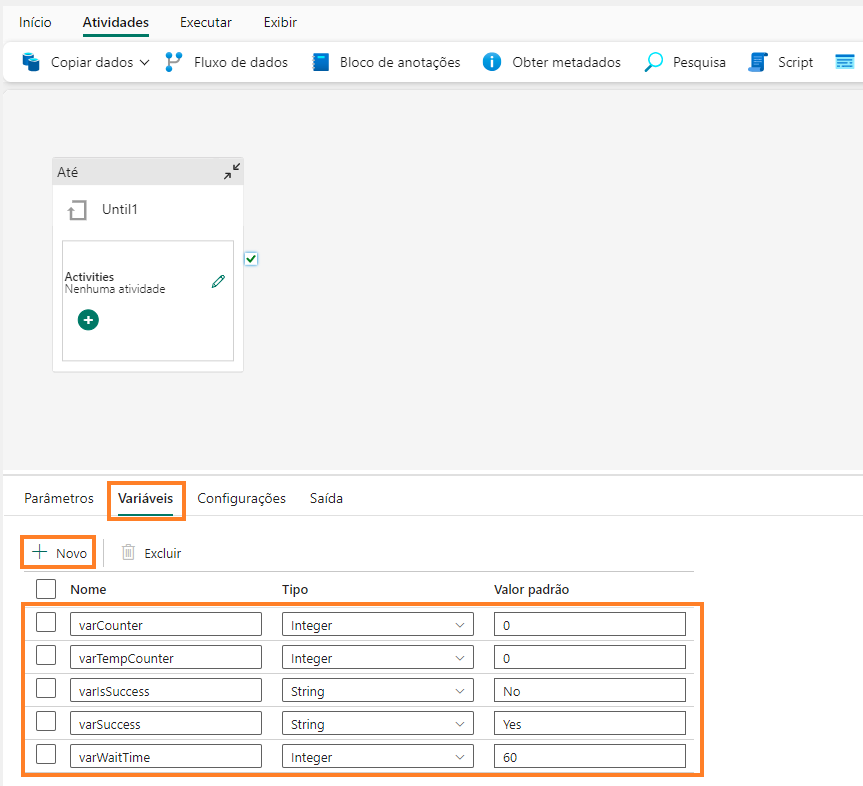 Início Atividades Executar Exibir
Copiar dados Fluxo de dados Bloco de anotações Obter metadados Pesquisa Script
Até
Until1
Activities
Nenhuma atividade
Parâmetros Variáveis Configurações Saída
Novo Excluir
Nome Tipo Valor padrão
varCounter Integer 0
varTempCounter Integer 0
varIsSuccess String No
varSuccess String Yes
varWaitTime Integer 60